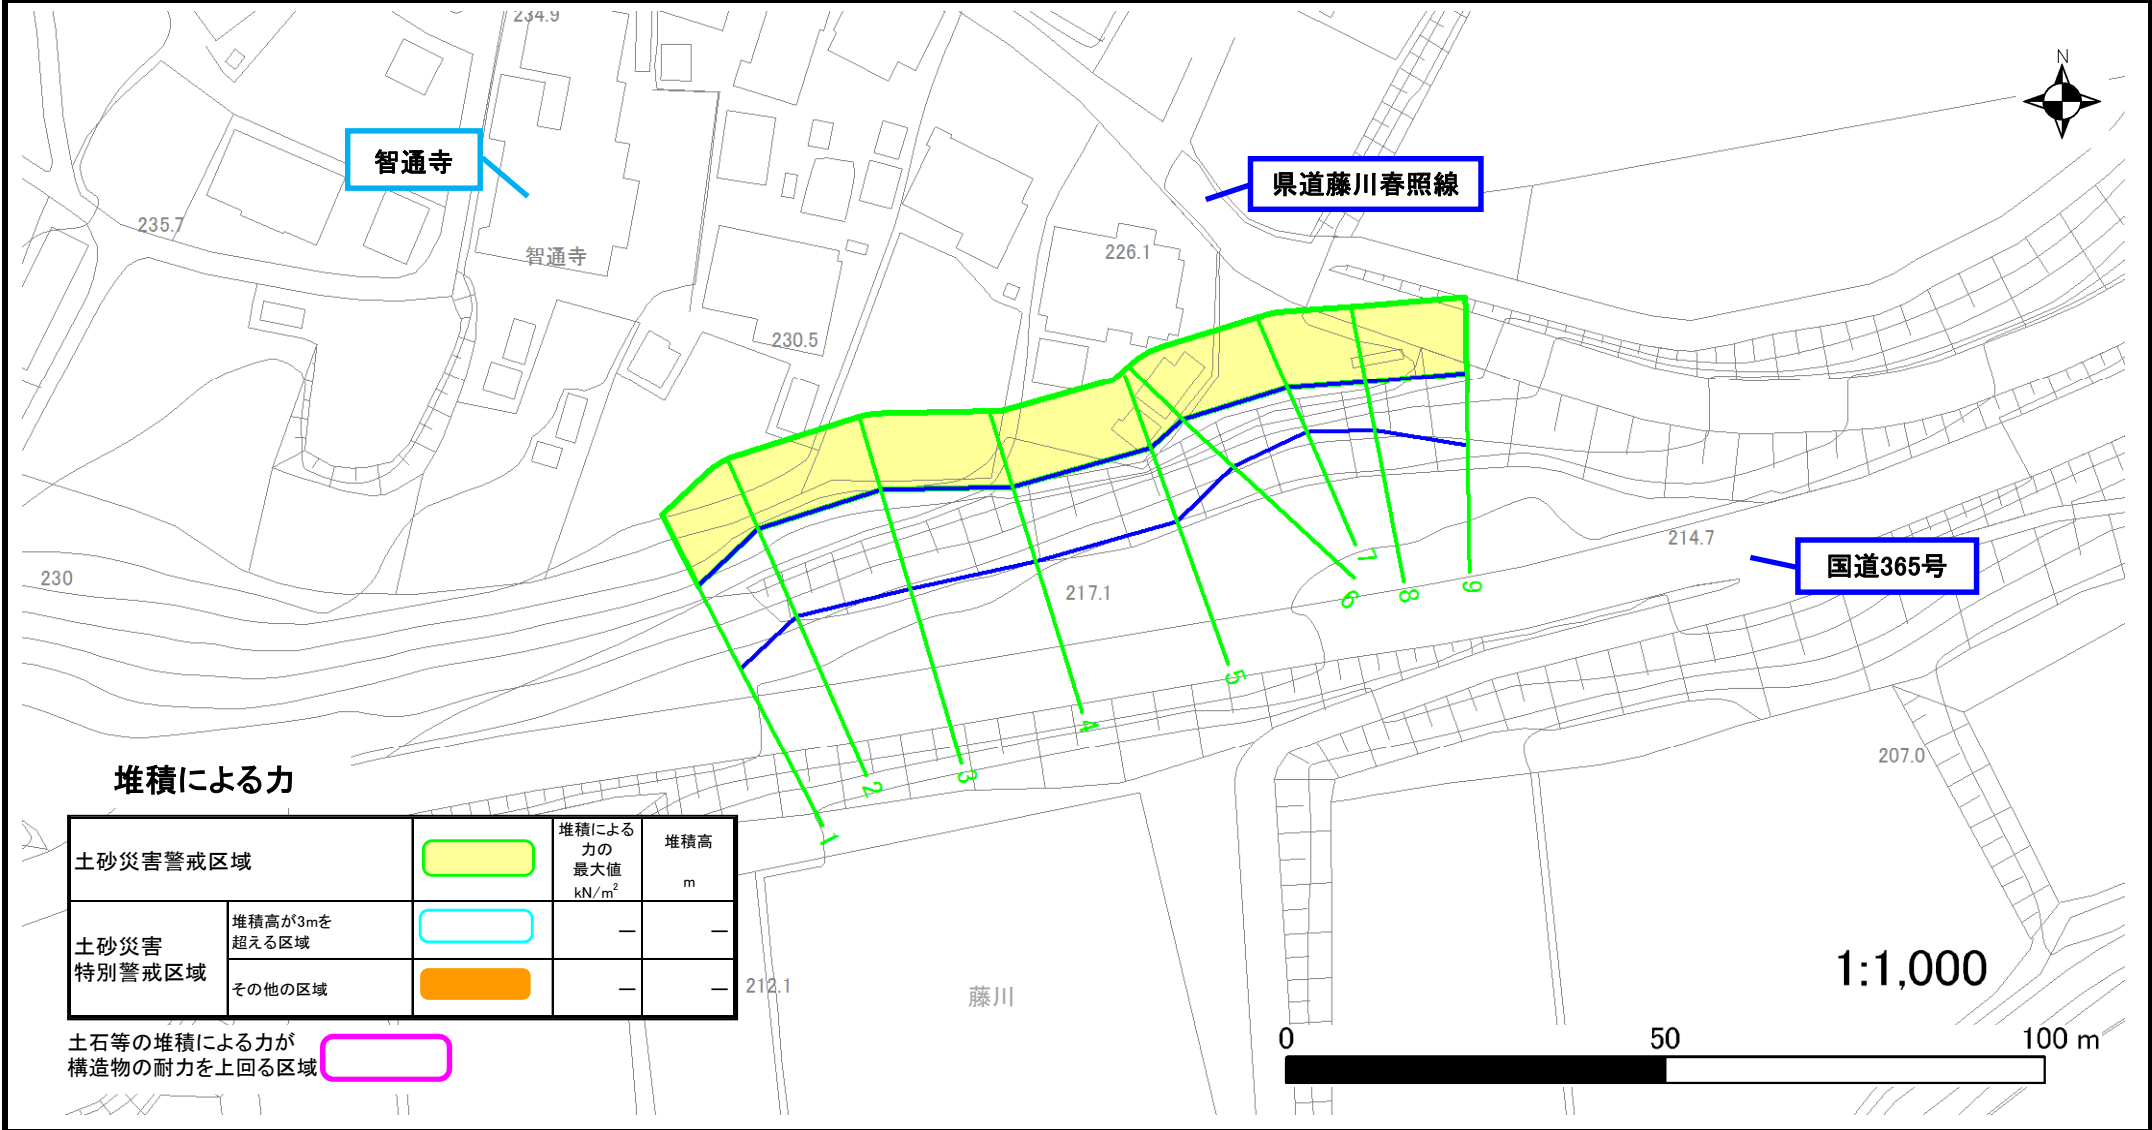 234.9
N
智通寺
県道藤川春照線
235.7
智通寺
226.1
230.5
214.7
国道365号
230
217.1
7
6
8
9
5
4
3
2
1
207.0
堆積による力
土砂災害警戒区域
堆積による
力の
最大値
kN/m²
堆積高
m
土砂災害
特別警戒区域
堆積高が3mを
超える区域
—
—
その他の区域
—
—
212.1
藤川
土石等の堆積による力が
構造物の耐力を上回る区域
1:1,000
0
50
100 m